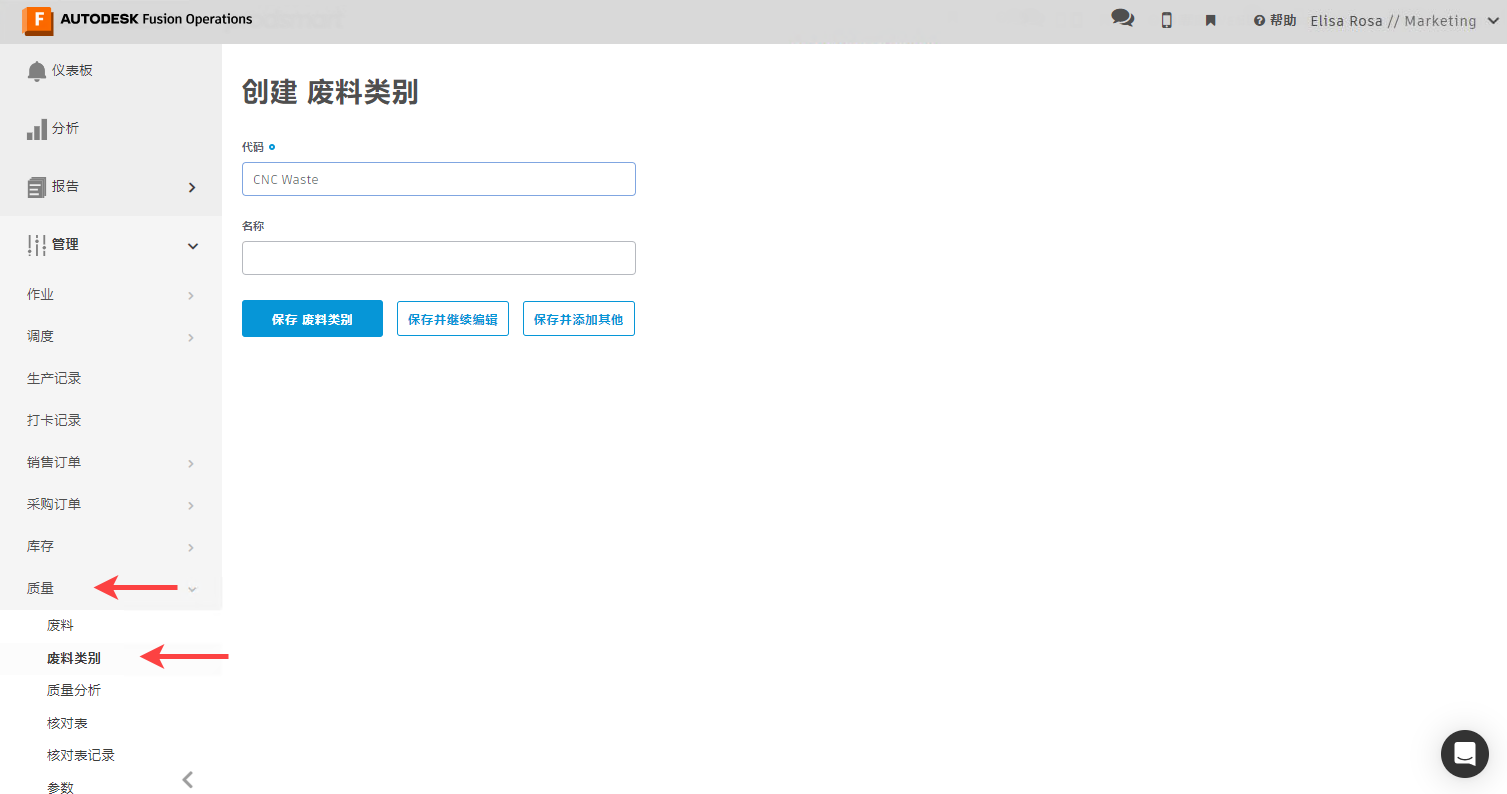 AUTODESK Fusion Operations
帮助 Elisa Rosa // Marketing
仪表板
分析
报告
管理
作业
调度
生产记录
打卡记录
销售订单
采购订单
库存
质量
废料
废料类别
质量分析
核对表
核对表记录
参数
创建 废料类别
代码
CNC Waste
名称
保存 废料类别
保存并继续编辑
保存并添加其他